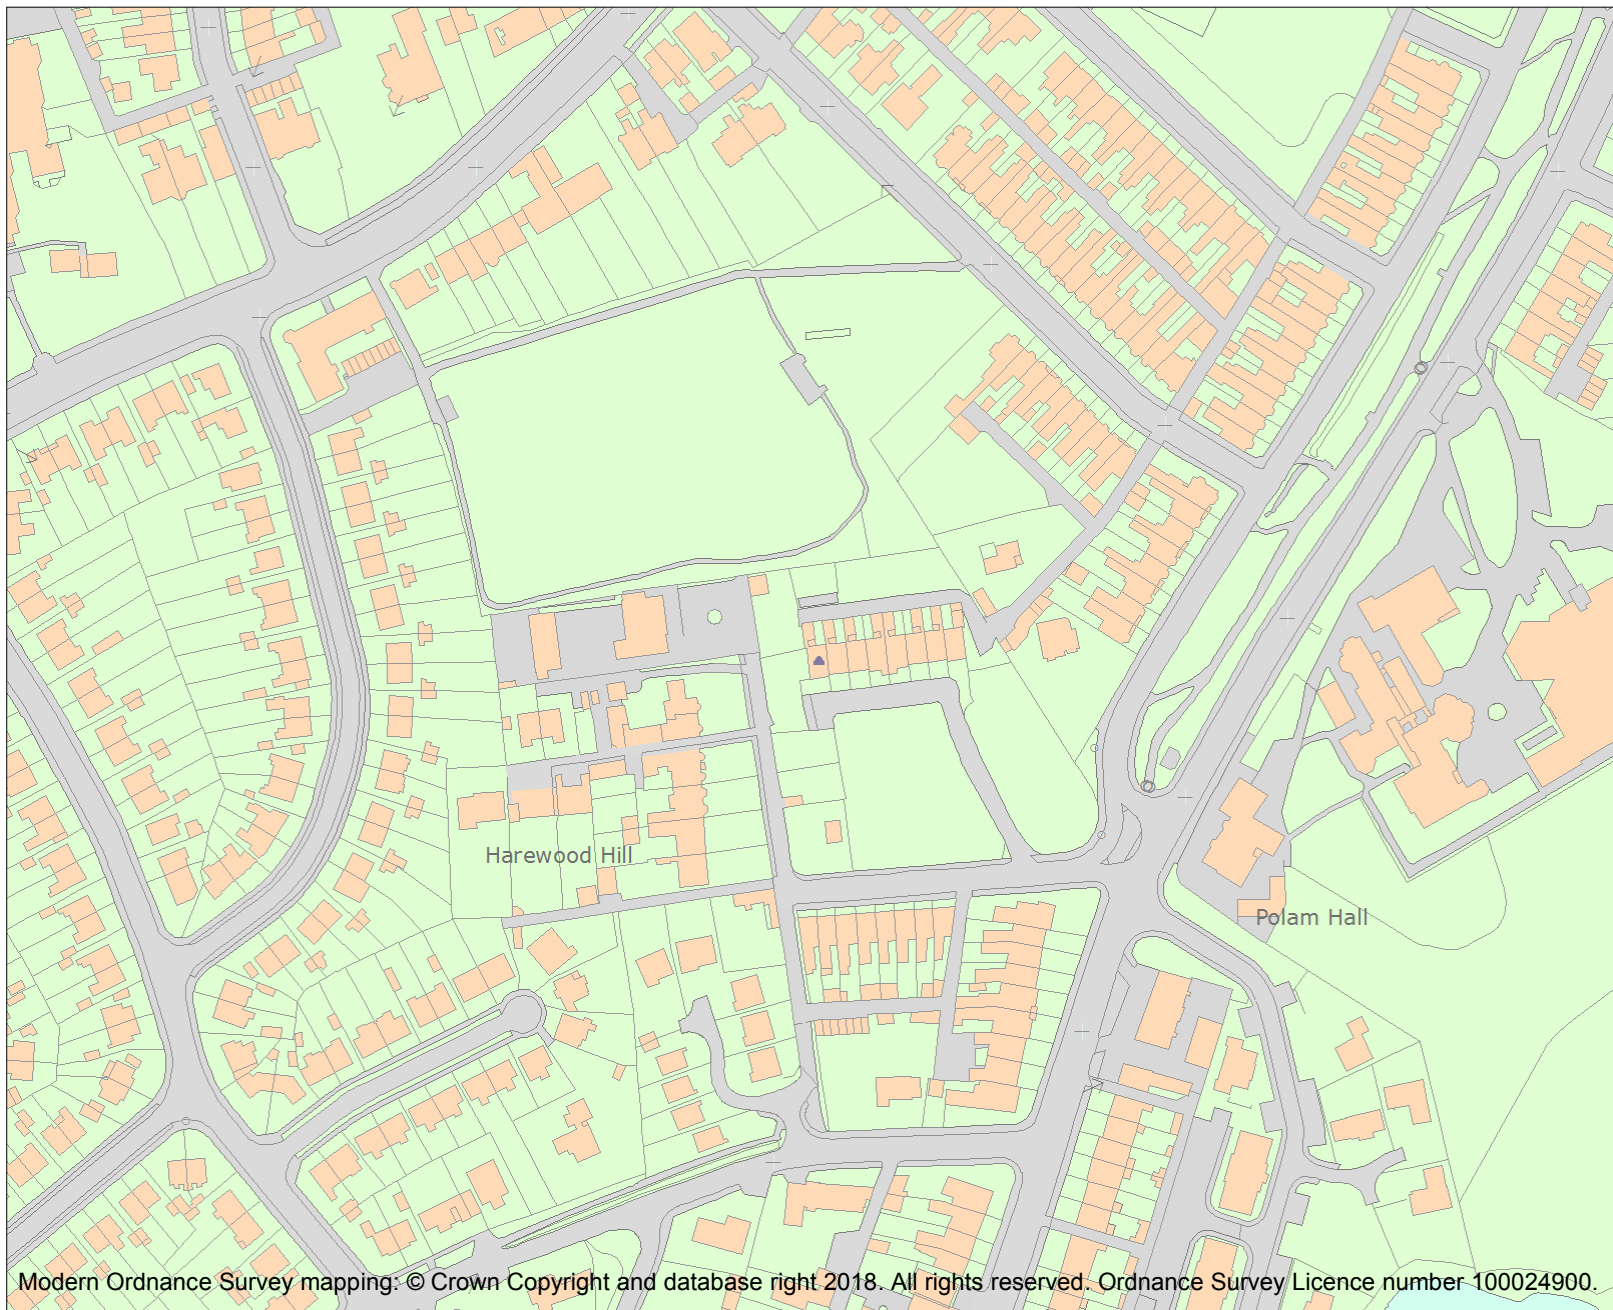 Harewood Hill
Polam Hall
Modern Ordnance Survey mapping: © Crown Copyright and database right 2018. All rights reserved. Ordnance Survey Licence number 100024900.